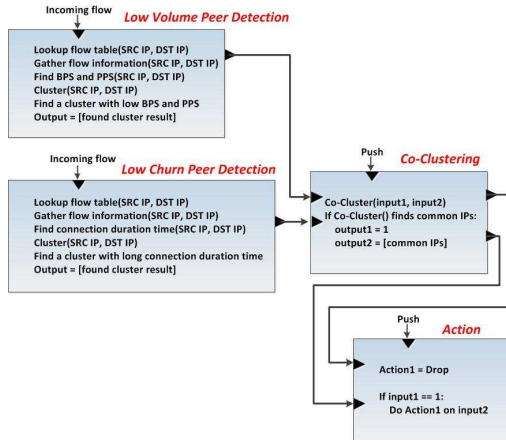 Incoming flow
Low Volume Peer Detection
Lookup flow table(SRC IP, DST IP)
Gather flow information(SRC IP, DST IP)
Find BPS and PPS(SRC IP, DST IP)
Cluster(SRC IP, DST IP)
Find a cluster with low BPS and PPS
Output = [found cluster result]
Incoming flow
Low Churn Peer Detection
Lookup flow table(SRC IP, DST IP)
Gather flow information(SRC IP, DST IP)
Find connection duration time(SRC IP, DST IP)
Cluster(SRC IP, DST IP)
Find a cluster with long connection duration time
Output = [found cluster result]
Push
Co-Clustering
Co-Cluster(input1, input2)
If Co-Cluster() finds common IPs:
output1 = 1
output2 = [common IPs]
Push
Action
Action1 = Drop
If input1 == 1:
Do Action1 on input2